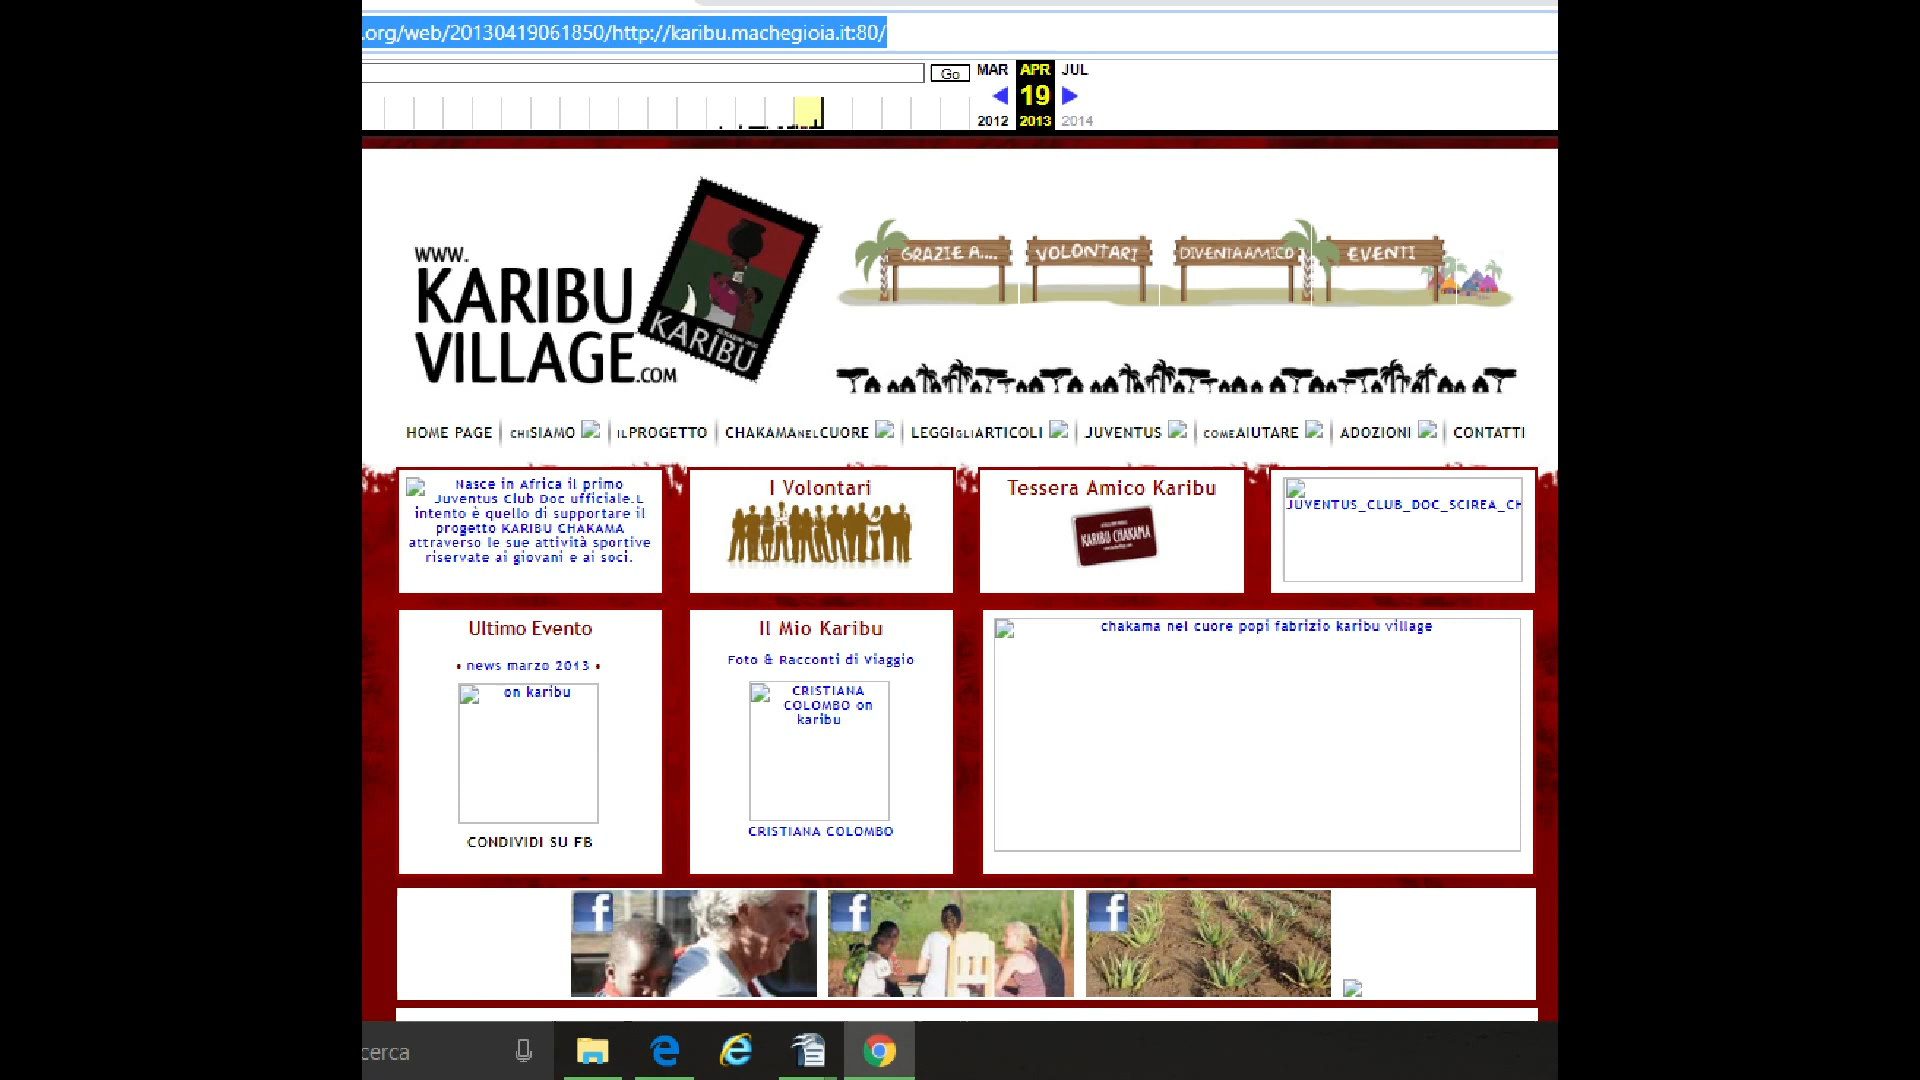 .org/web/20130419061850/http://karibu.machegioia.it:80/
Go
MAR APR JUL
19
2012 2013 2014
WWW.
KARIBU
VILLAGE.COM
KARIBU
GRAZIE A.... VOLONTARI DIVENTA AMICO EVENTI
HOME PAGE CHISIAMO ILPROGETTO CHAKAMANELCUORE LEGGIGLIARTICOLI JUVENTUS COMEAIUTARE ADOZIONI CONTATTI
Nasce in Africa il primo
Juventus Club Doc ufficiale.L
intento è quello di supportare il
progetto KARIBU CHAKAMA
attraverso le sue attività sportive
riservate ai giovani e ai soci.
I Volontari
Tessera Amico Karibu
KARIBU CHAKAMA
JUVENTUS_CLUB_DOC_SCIREA_CH
Ultimo Evento
• news marzo 2013 •
on karibu
CONDIVIDI SU FB
Il Mio Karibu
Foto & Racconti di Viaggio
CRISTIANA
COLOMBO on
karibu
CRISTIANA COLOMBO
chakama nel cuore popi fabrizio karibu village
f f f
cerca